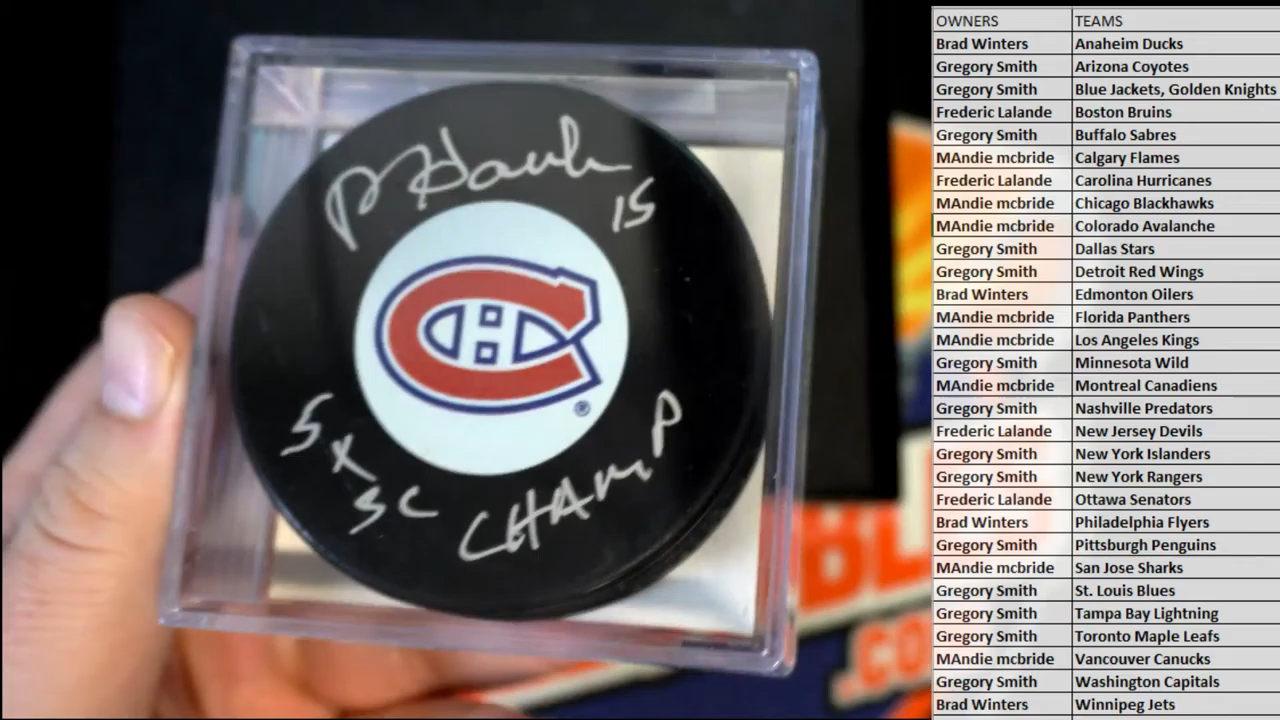 15
5x
SC
CHAMP
OWNERS TEAMS
Brad Winters Anaheim Ducks
Gregory Smith Arizona Coyotes
Gregory Smith Blue Jackets, Golden Knights
Frederic Lalande Boston Bruins
Gregory Smith Buffalo Sabres
MAndie mcbride Calgary Flames
Frederic Lalande Carolina Hurricanes
MAndie mcbride Chicago Blackhawks
MAndie mcbride Colorado Avalanche
Gregory Smith Dallas Stars
Gregory Smith Detroit Red Wings
Brad Winters Edmonton Oilers
MAndie mcbride Florida Panthers
MAndie mcbride Los Angeles Kings
Gregory Smith Minnesota Wild
MAndie mcbride Montreal Canadiens
Gregory Smith Nashville Predators
Frederic Lalande New Jersey Devils
Gregory Smith New York Islanders
Gregory Smith New York Rangers
Frederic Lalande Ottawa Senators
Brad Winters Philadelphia Flyers
Gregory Smith Pittsburgh Penguins
MAndie mcbride San Jose Sharks
Gregory Smith St. Louis Blues
Gregory Smith Tampa Bay Lightning
Gregory Smith Toronto Maple Leafs
MAndie mcbride Vancouver Canucks
Gregory Smith Washington Capitals
Brad Winters Winnipeg Jets